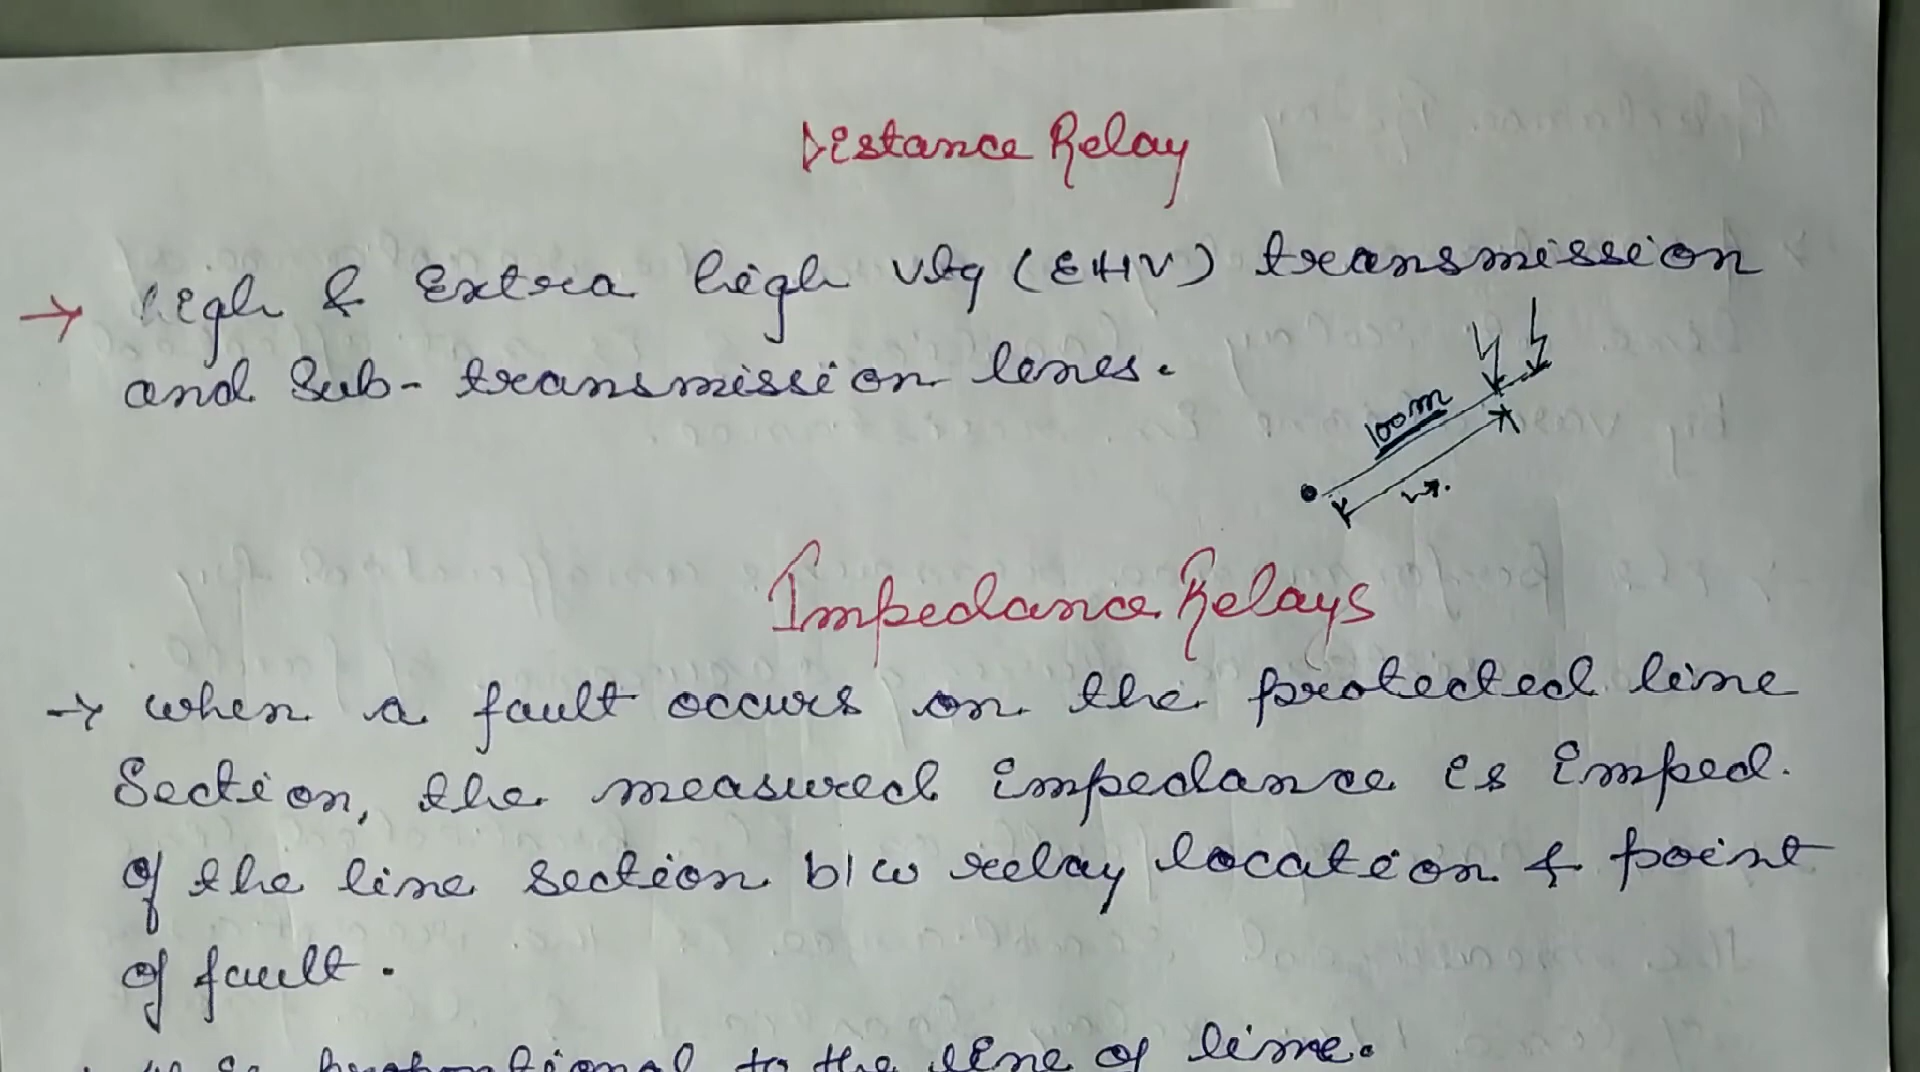 Distance Relay
→ high & Extra high vtg (EHV) transmission
and Sub-transmission lines.
100m
Impedance Relays
→ when a fault occurs on the protected line
Section, the measured impedance is imped.
of the line section b/w relay location & point
of fault.
proportional to the line of line.